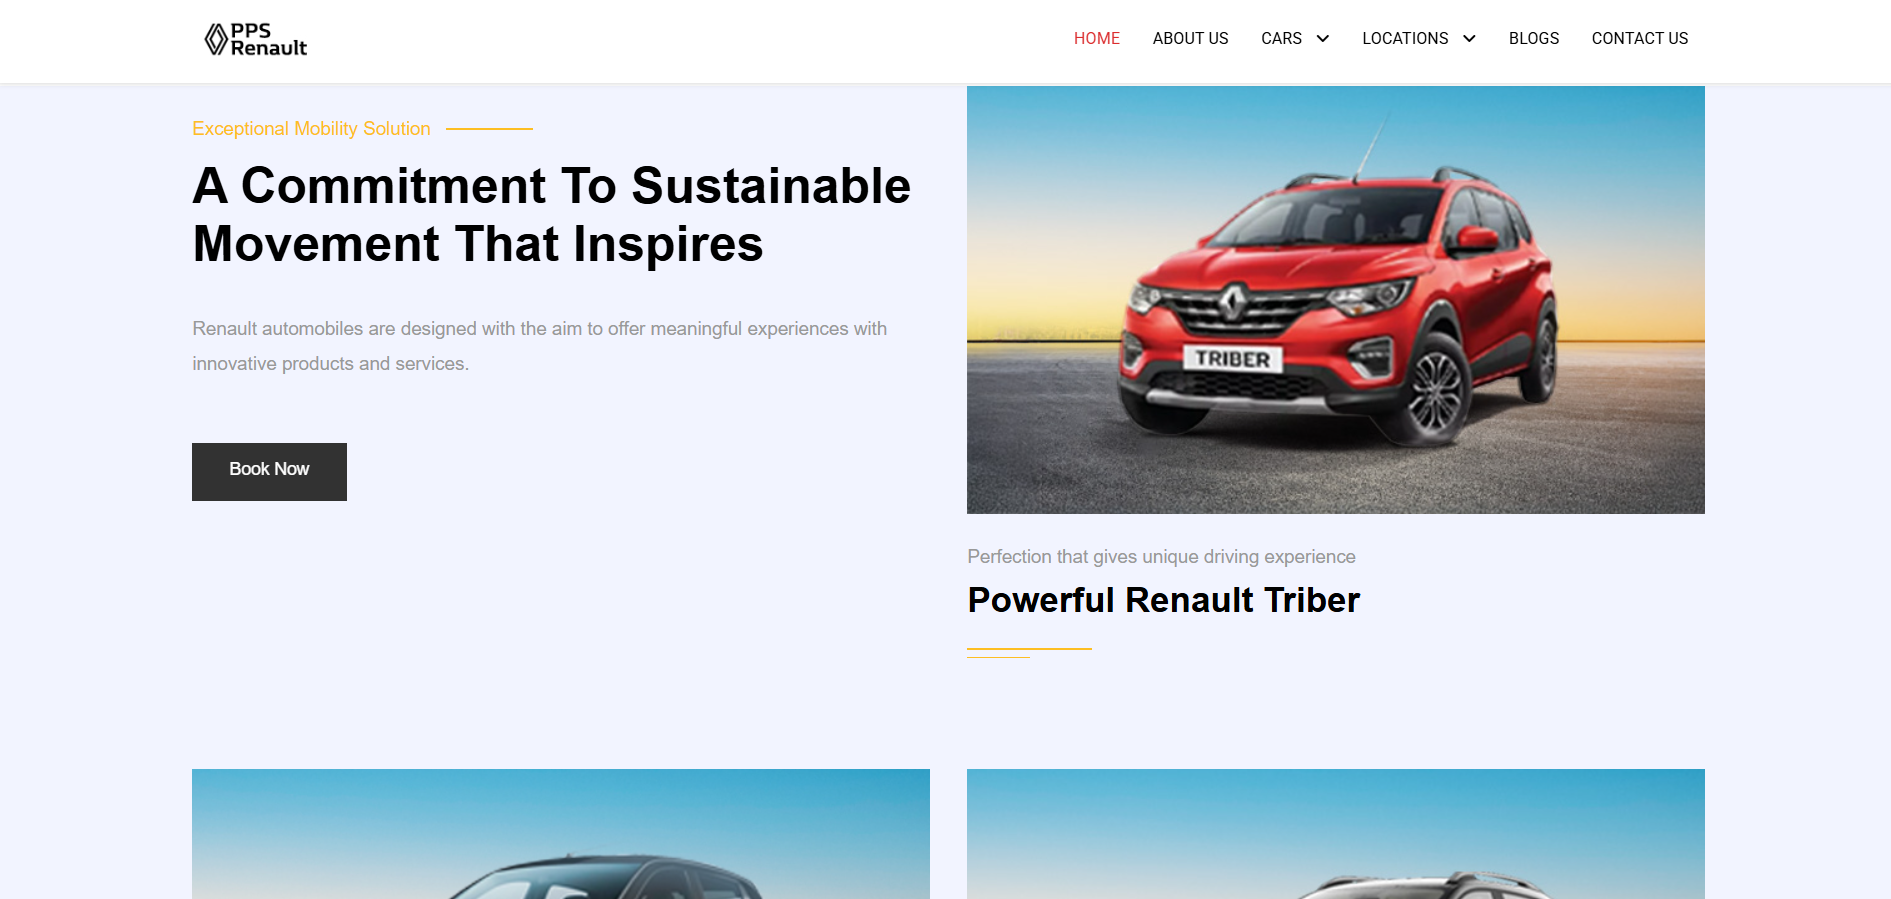 PPS
Renault
HOME
ABOUT US
CARS
LOCATIONS
BLOGS
CONTACT US
Exceptional Mobility Solution
A Commitment To Sustainable
Movement That Inspires
Renault automobiles are designed with the aim to offer meaningful experiences with
innovative products and services.
Book Now
TRIBER
Perfection that gives unique driving experience
Powerful Renault Triber